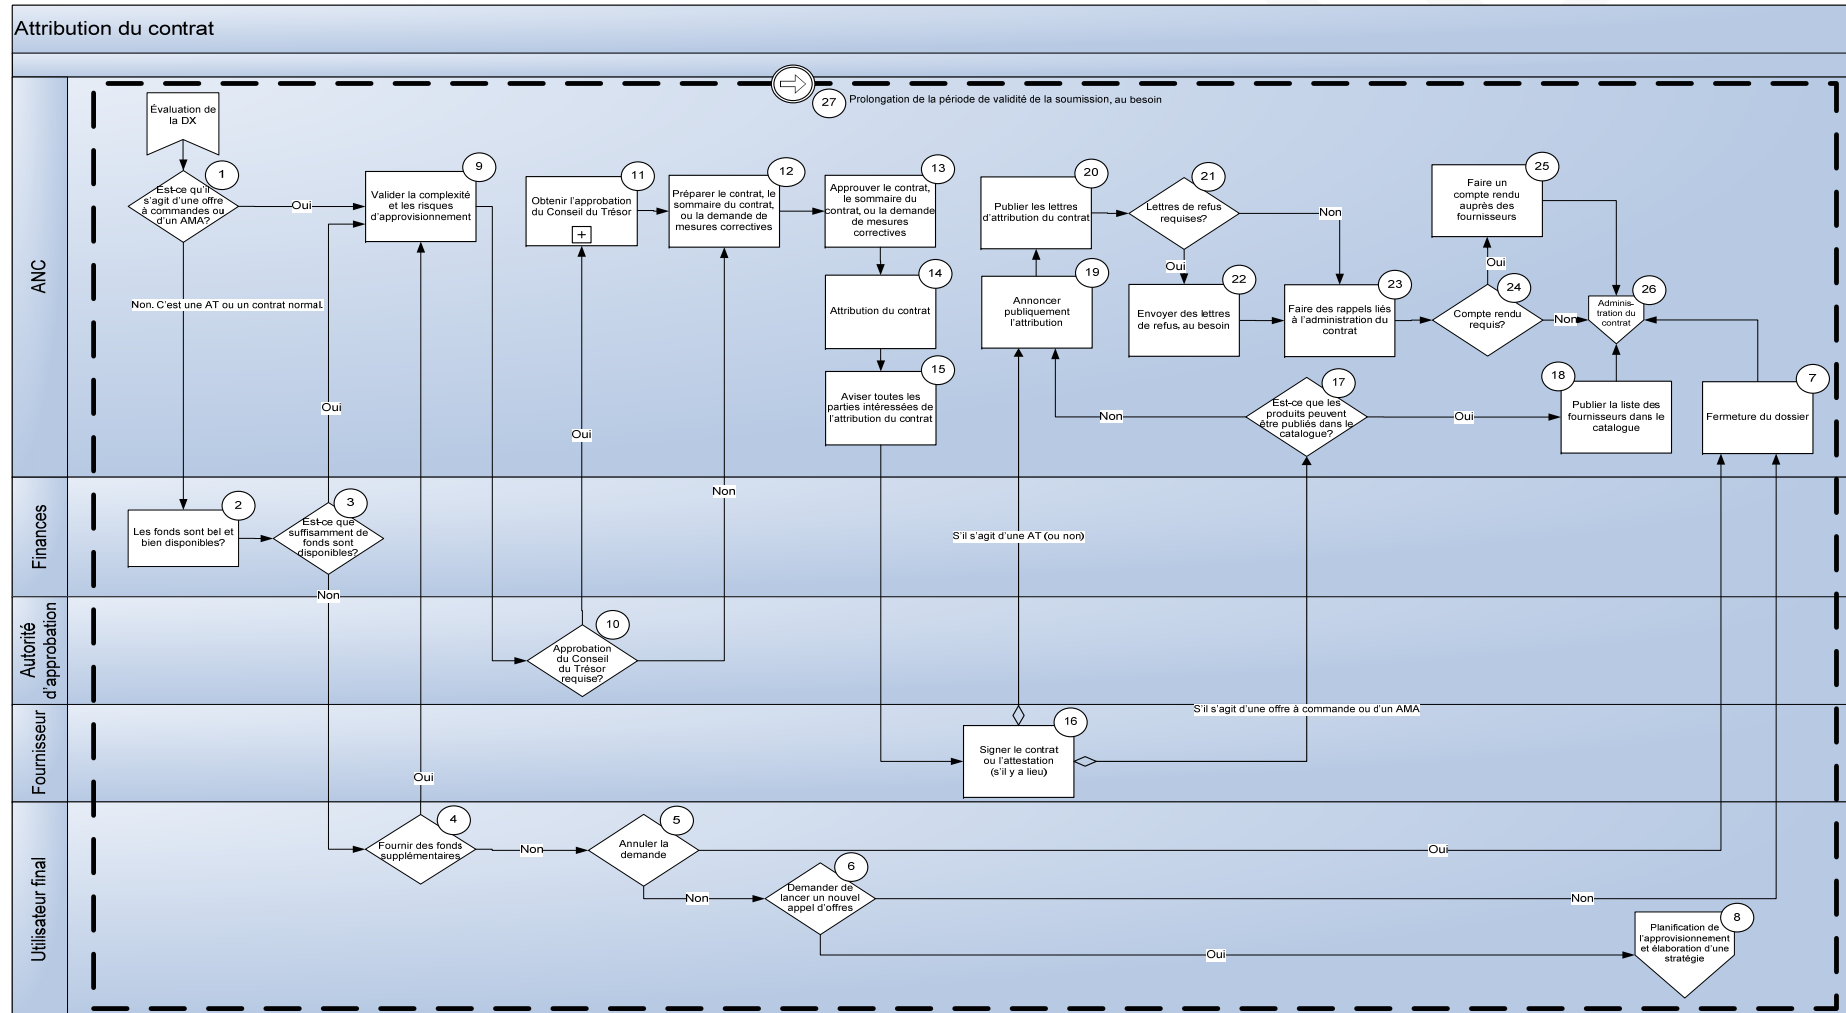 Attribution du contrat
27
Prolongation de la période de validité de la soumission, au besoin
ANC
Évaluation de
la DX
1
Est-ce qu'il
s'agit d'une offre
à commandes ou
d'un AMA?
Oui
Non. C'est une AT ou un contrat normal.
9
Valider la complexité
et les risques
d'approvisionnement
11
Obtenir l'approbation
du Conseil du Trésor
+
12
Préparer le contrat, le
sommaire du contrat,
ou la demande de
mesures correctives
13
Approuver le contrat,
le sommaire du
contrat, ou la demande
de mesures
correctives
14
Attribution du contrat
15
Aviser toutes les
parties intéressées de
l'attribution du contrat
20
Publier les lettres
d'attribution du contrat
19
Annoncer
publiquement
l'attribution
21
Lettres de refus
requises?
Non
Oui
22
Envoyer des lettres
de refus, au besoin
23
Faire des rappels liés
à l'administration du
contrat
25
Faire un
compte rendu
auprès des
fournisseurs
Oui
24
Compte rendu
requis?
Non
26
Adminis-
tration du
contrat
17
Est-ce que les
produits peuvent
être publiés dans le
catalogue?
Non
Oui
18
Publier la liste des
fournisseurs dans le
catalogue
7
Fermeture du dossier
Oui
Oui
Non
Finances
2
Les fonds sont bel et
bien disponibles?
3
Est-ce que
suffisamment de
fonds sont
disponibles?
Non
S'il s'agit d'une AT (ou non)
Autorité
d'approbation
10
Approbation
du Conseil
du Trésor
requise?
Fournisseur
16
Signer le contrat
ou l'attestation
(s'il y a lieu)
S'il s'agit d'une offre à commande ou d'un AMA
Oui
Utilisateur final
4
Fournir des fonds
supplémentaires
Non
5
Annuler la
demande
Oui
Non
6
Demander de
lancer un nouvel
appel d'offres
Non
Oui
8
Planification de
l'approvisionnement
et élaboration d'une
stratégie